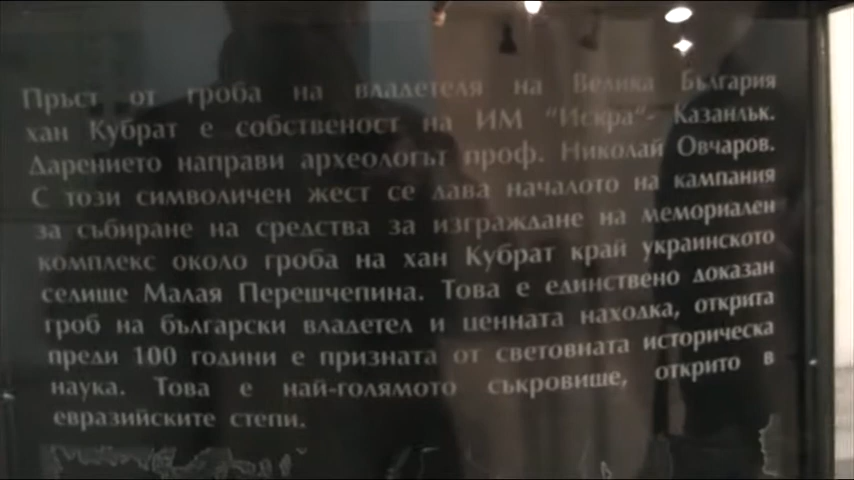 Пръст от гроба на владетеля на Велика България
хан Кубрат е собственост на ИМ "Искра"- Казанлък.
Дарението направи археологът проф. Николай Овчаров.
С този символичен жест се дава началото на кампания
за събиране на средства за изграждане на мемориален
комплекс около гроба на хан Кубрат край украинското
селище Малая Перешчепина. Това е единствено доказан
гроб на български владетел и ценната находка, открита
преди 100 години е призната от световната историческа
наука. Това е най-голямото съкровище, открито в
евразийските степи.